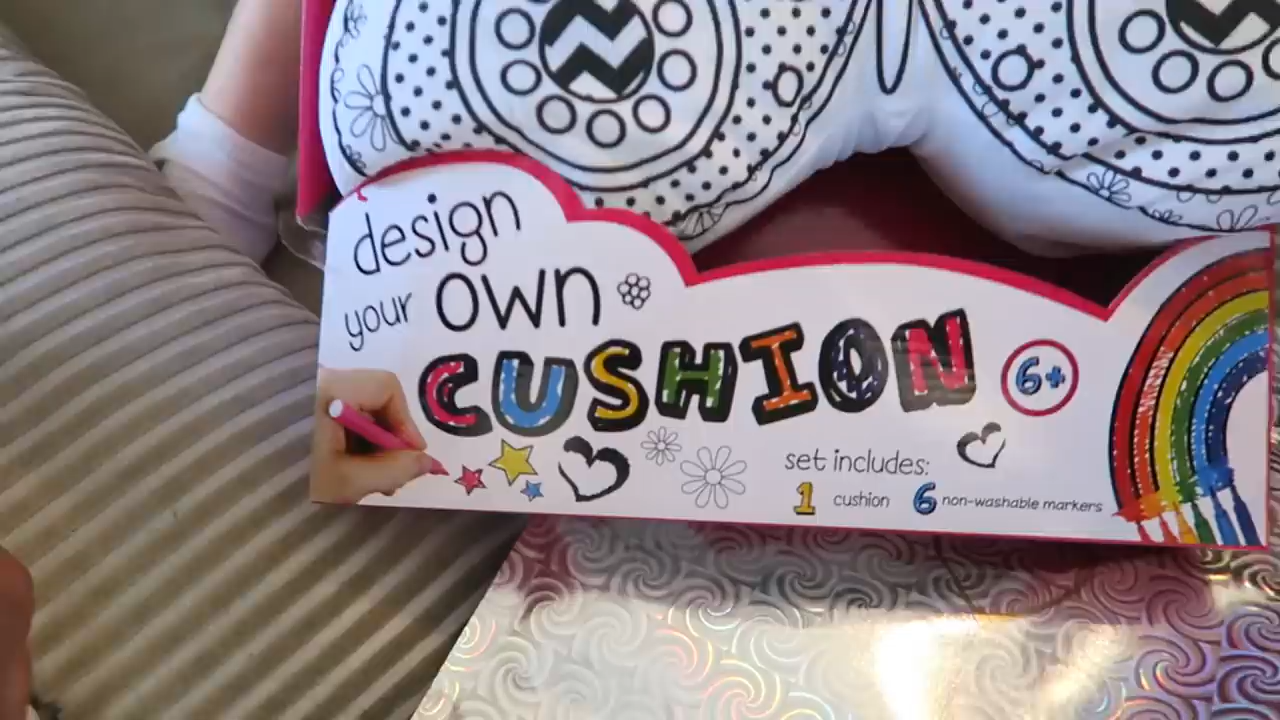 design
your own
CUSHION
6+
set includes:
1 cushion 6 non-washable markers